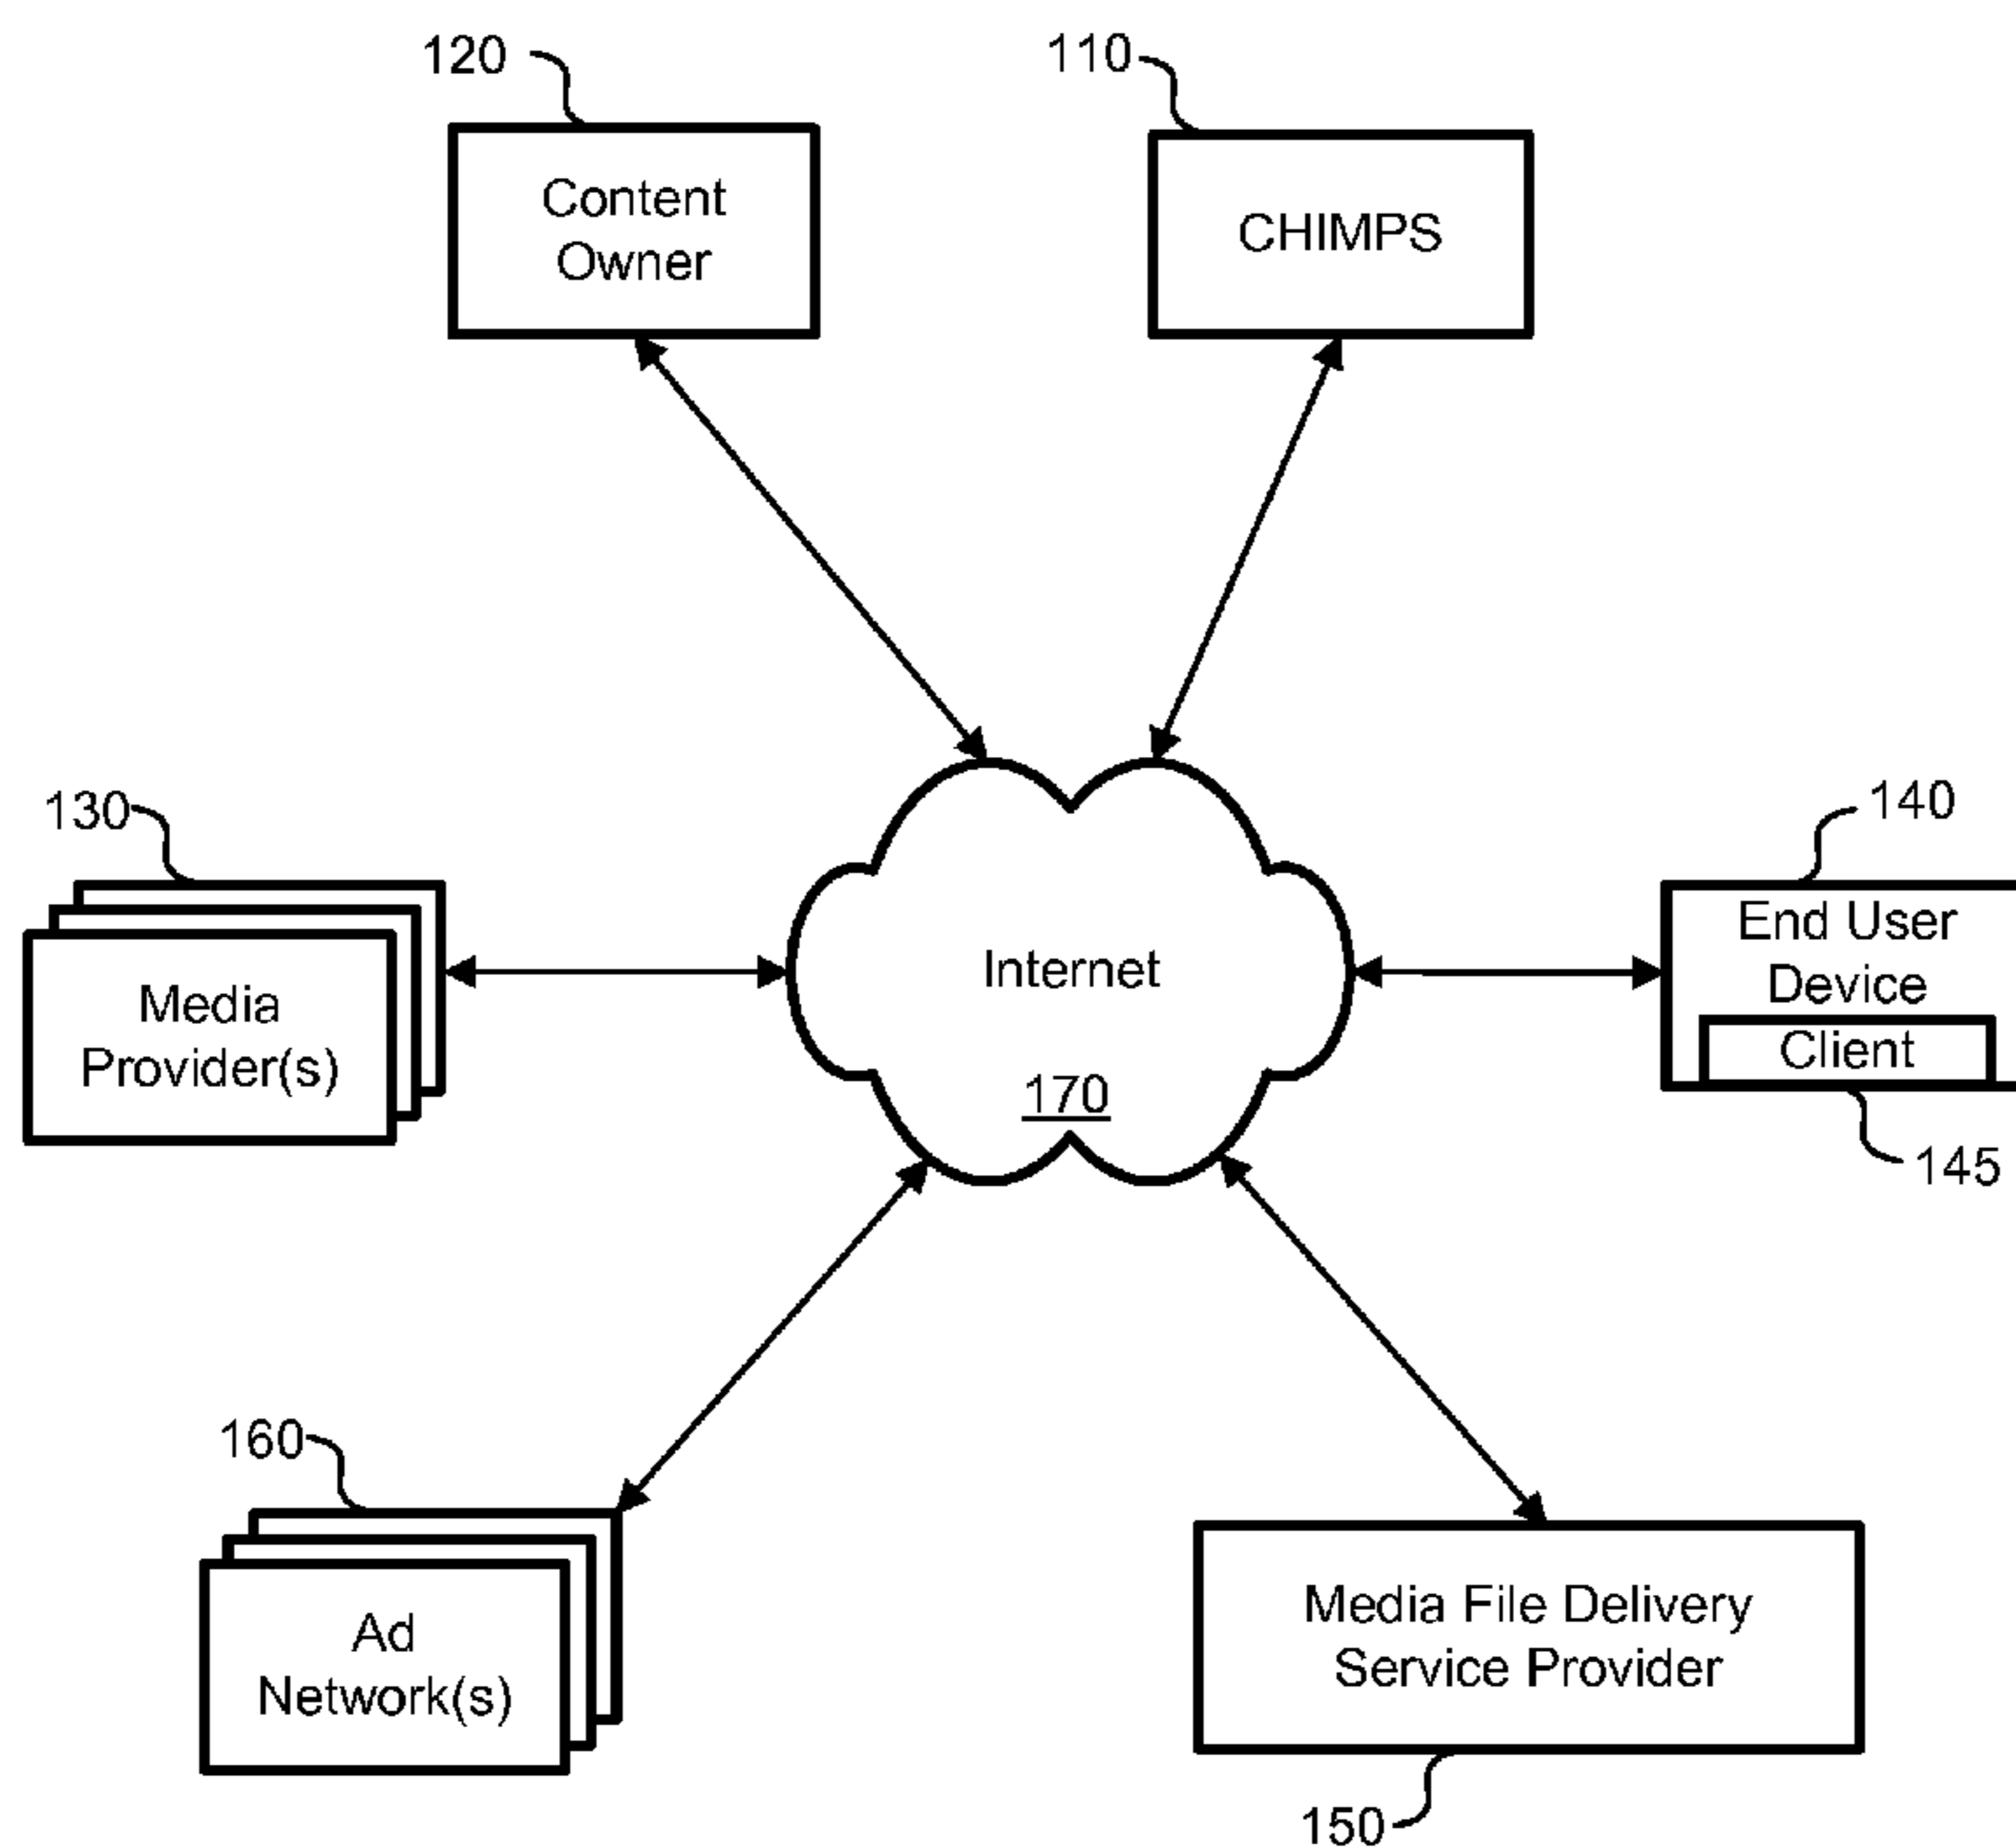 120
110
Content
Owner
CHIMPS
130
140
End User
Device
Client
145
Media
Provider(s)
Internet
170
160
Ad
Network(s)
Media File Delivery
Service Provider
150